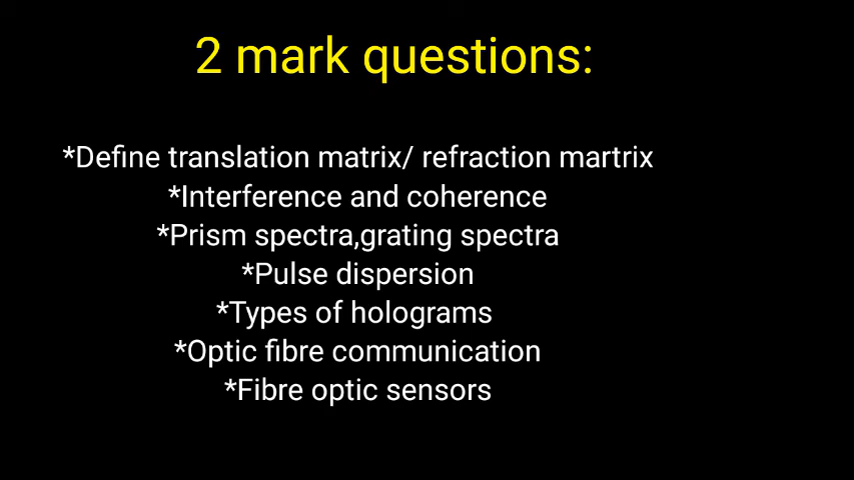 2 mark questions:
*Define translation matrix/ refraction martrix
*Interference and coherence
*Prism spectra,grating spectra
*Pulse dispersion
*Types of holograms
*Optic fibre communication
*Fibre optic sensors